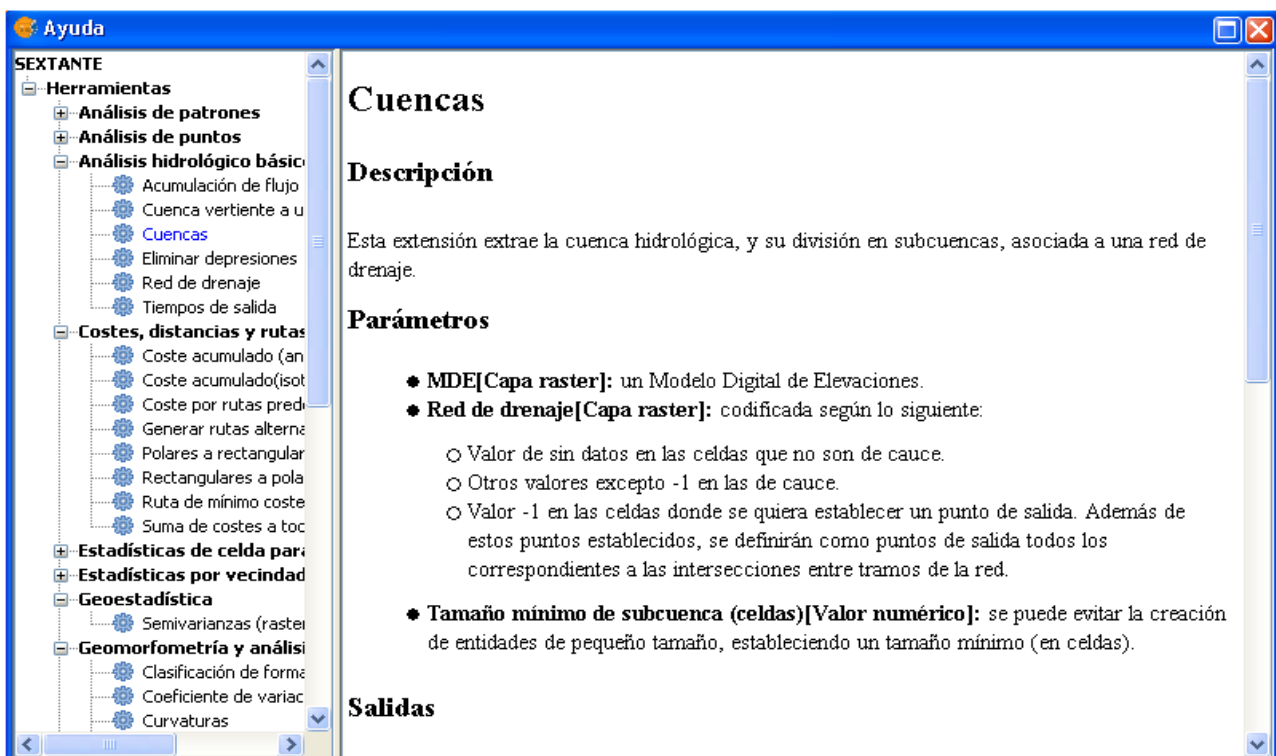 Ayuda
SEXTANTE
Herramientas
Análisis de patrones
Análisis de puntos
Análisis hidrológico básic
Acumulación de flujo
Cuenca vertiente a u
Cuencas
Eliminar depresiones
Red de drenaje
Tiempos de salida
Costes, distancias y rutas
Coste acumulado (an
Coste acumulado(isot
Coste por rutas pred
Generar rutas alterna
Polares a rectangular
Rectangulares a pola
Ruta de mínimo coste
Suma de costes a toc
Estadísticas de celda para
Estadísticas por vecindad
Geoestadística
Semivarianzas (raster
Geomorfometría y anális
Clasificación de forma
Coeficiente de variac
Curvaturas
Cuencas
Descripción
Esta extensión extrae la cuenca hidrológica, y su división en subcuencas, asociada a una red de
drenaje.
Parámetros
MDE[Capa raster]: un Modelo Digital de Elevaciones.
Red de drenaje[Capa raster]: codificada según lo siguiente:
Valor de sin datos en las celdas que no son de cauce.
Otros valores excepto -1 en las de cauce.
Valor -1 en las celdas donde se quiera establecer un punto de salida. Además de
estos puntos establecidos, se definirán como puntos de salida todos los
correspondientes a las intersecciones entre tramos de la red.
Tamaño mínimo de subcuenca (celdas)[Valor numérico]: se puede evitar la creación
de entidades de pequeño tamaño, estableciendo un tamaño mínimo (en celdas).
Salidas